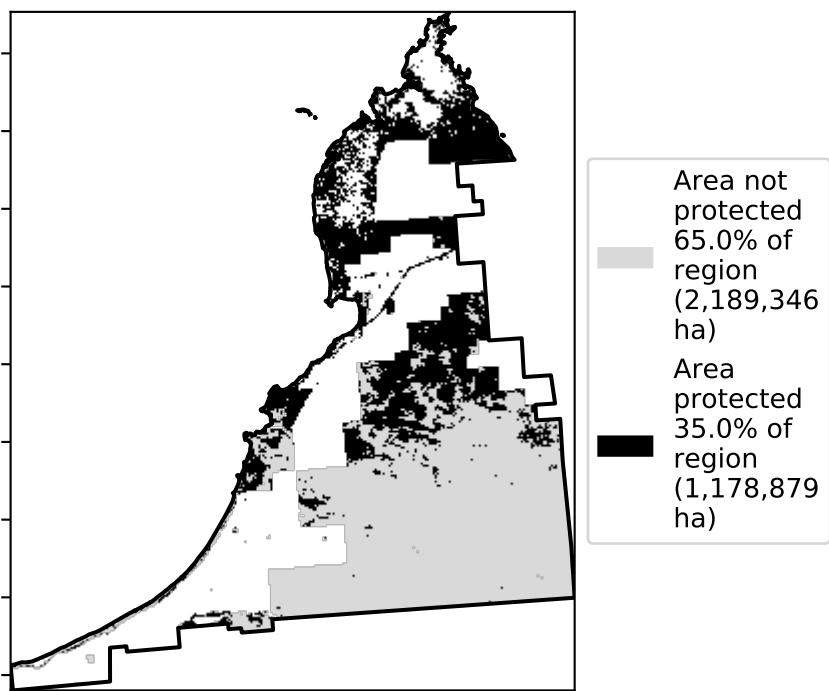 Area not
protected
65.0% of
region
(2,189,346
ha)
Area
protected
35.0% of
region
(1,178,879
ha)